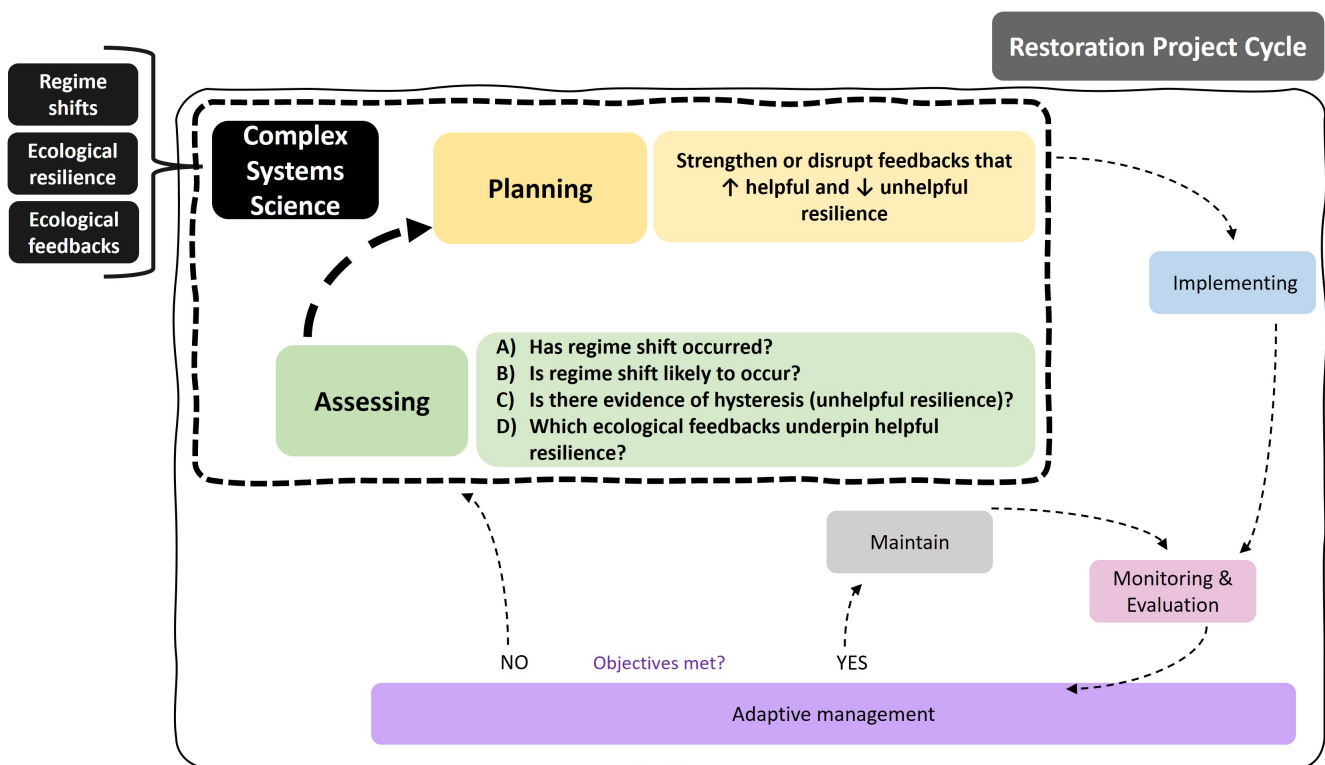 Restoration Project Cycle
Regime
shifts
Ecological
resilience
Ecological
feedbacks
Complex
Systems
Science
Planning
Strengthen or disrupt feedbacks that
↑ helpful and ↓ unhelpful
resilience
Implementing
Assessing
A) Has regime shift occurred?
B) Is regime shift likely to occur?
C) Is there evidence of hysteresis (unhelpful resilience)?
D) Which ecological feedbacks underpin helpful
resilience?
Maintain
Monitoring &
Evaluation
NO
Objectives met?
YES
Adaptive management